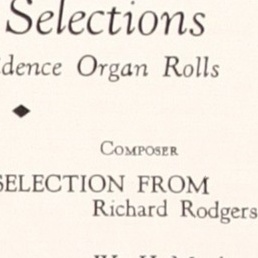 Selections
dence Organ Rolls
COMPOSER
SELECTION FROM
Richard Rodgers